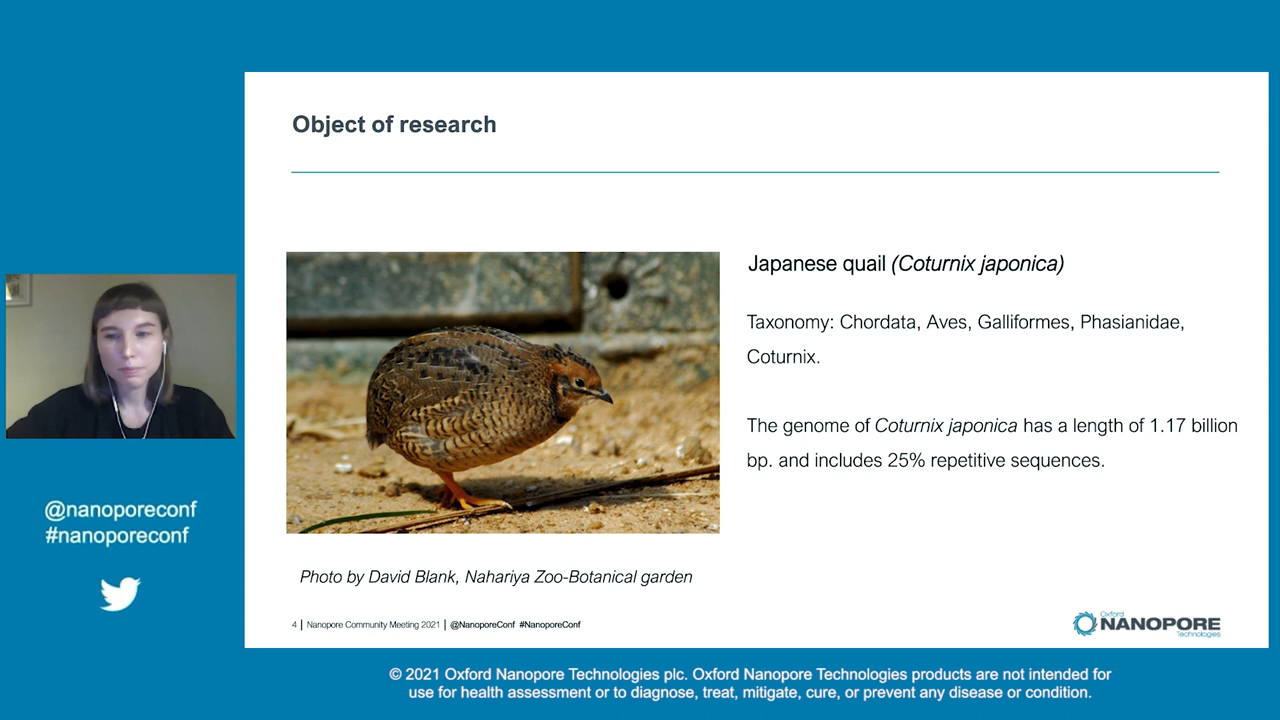 Object of research
Japanese quail (Coturnix japonica)
Taxonomy: Chordata, Aves, Galliformes, Phasianidae,
Coturnix.
The genome of Coturnix japonica has a length of 1.17 billion
bp. and includes 25% repetitive sequences.
Photo by David Blank, Nahariya Zoo-Botanical garden
4 | Nanopore Community Meeting 2021 | @NanoporeConf #NanoporeConf
Oxford
NANOPORE
Technologies
@nanoporeconf
#nanoporeconf
© 2021 Oxford Nanopore Technologies plc. Oxford Nanopore Technologies products are not intended for
use for health assessment or to diagnose, treat, mitigate, cure, or prevent any disease or condition.